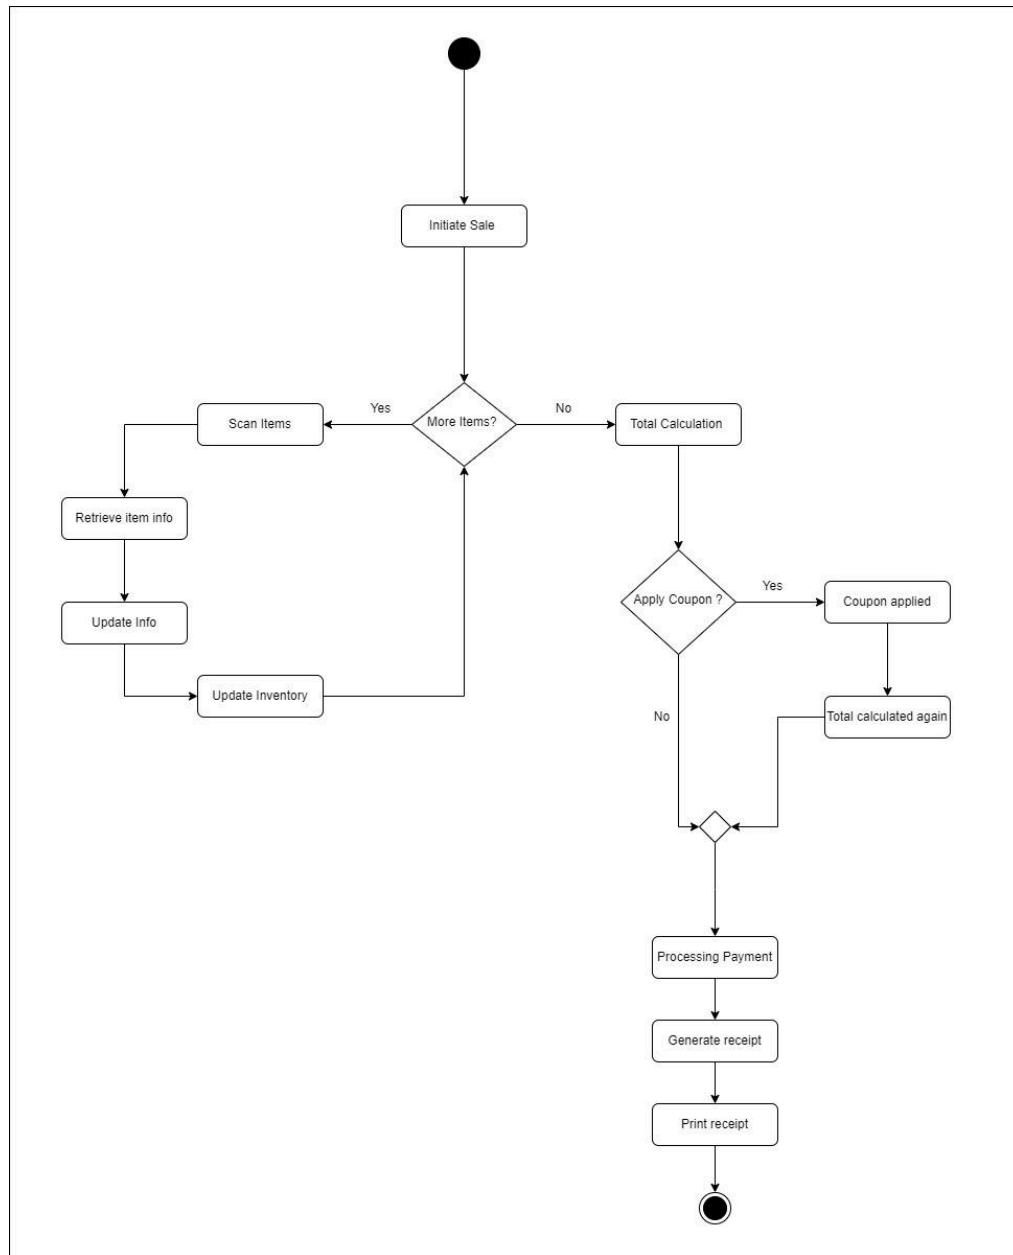 Initiate Sale
Scan Items
Yes
More Items?
No
Total Calculation
Retrieve item info
Update Info
Update Inventory
Apply Coupon ?
Yes
Coupon applied
No
Total calculated again
Processing Payment
Generate receipt
Print receipt